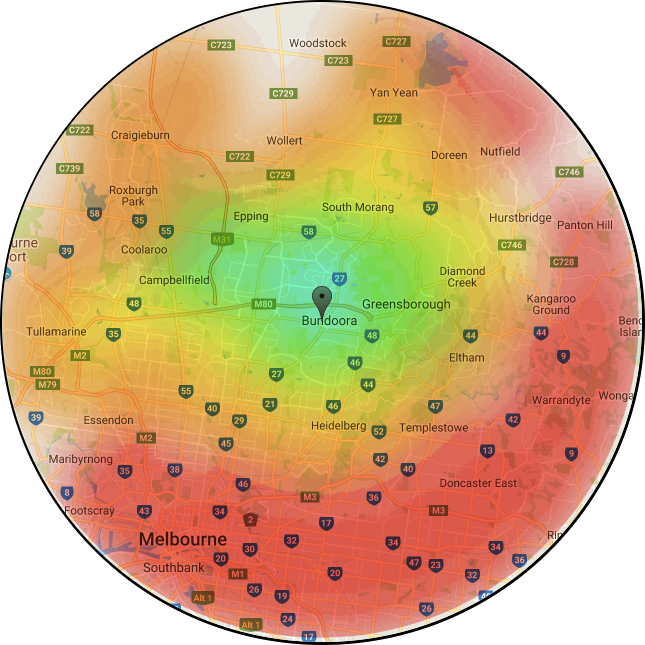 Woodstock
C723
C727
C723
Yan Yean
C729
C727
C722
Craigieburn
Wollert
C722
Doreen
Nutfield
C739
C729
C746
Roxburgh
Park
58
35
55
Epping
South Morang
57
Hurstbridge
Panton Hill
58
M31
C746
urne
ort
39
Coolaroo
C728
Campbellfield
27
Diamond
Creek
48
M80
Greensborough
Kangaroo
Ground
Bundoora
Tullamarine
35
48
44
44
Bend
Islan
M2
46
Eltham
9
M80
M79
27
44
55
Warrandyte
Wonga
40
21
46
47
39
Essendon
29
Heidelberg
52
Templestowe
42
M2
45
Maribyrnong
42
13
9
35
38
40
8
46
Doncaster East
M3
36
Footscray
43
34
M3
2
17
Melbourne
32
34
Rin
30
34
20
47
23
36
Southbank
M1
20
32
26
19
Alt 1
26
24
Alt 1
17